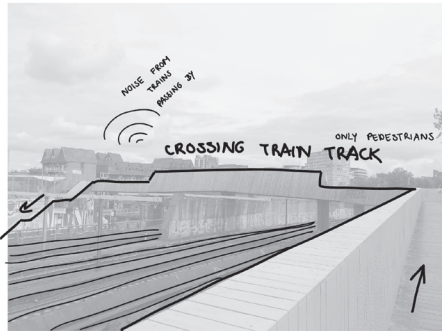 NOISE FROM
TRAINS
PASSING BY
ONLY PEDESTRIANS
CROSSING TRAIN TRACK